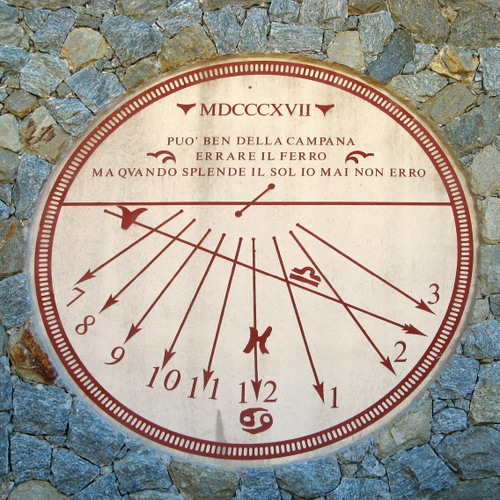 MDCCCXVII
PUO' BEN DELLA CAMPANA
ERRARE IL FERRO
MA QVANDO SPLENDE IL SOL IO MAI NON ERRO
7 8 9 10 11 12 1 2 3